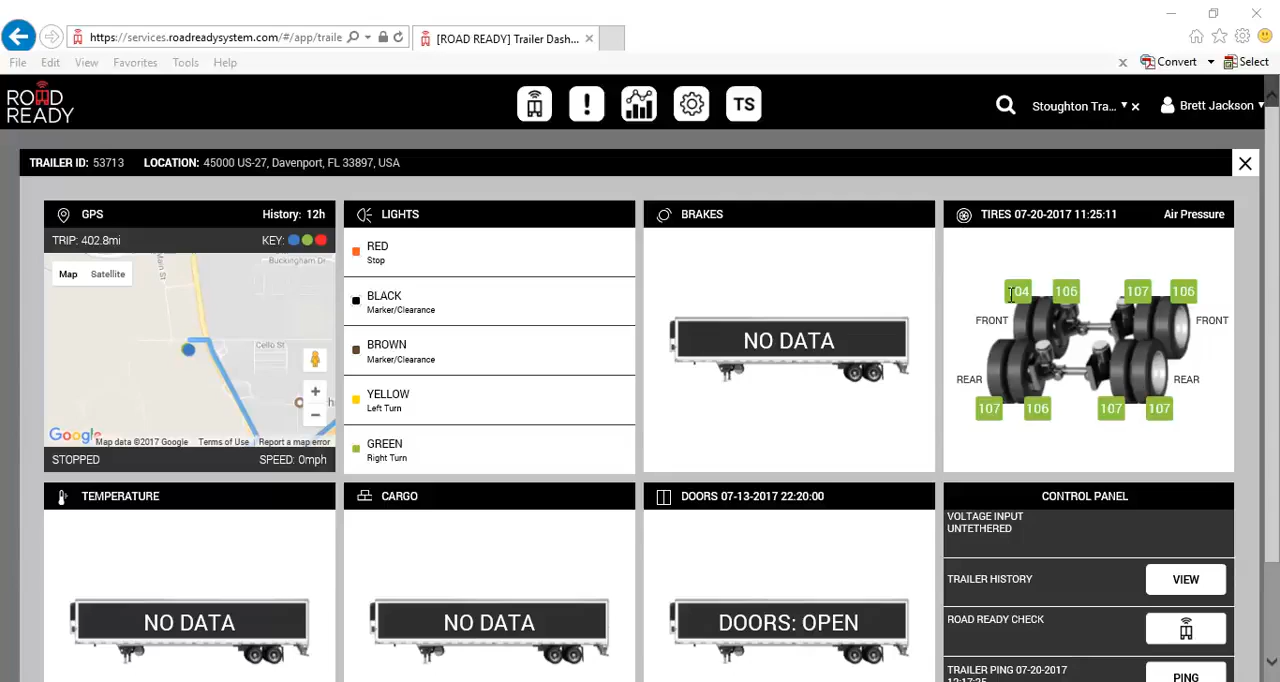 https://services.roadreadysystem.com/#/app/traile
[ROAD READY] Trailer Dash...
File Edit View Favorites Tools Help
Convert Select
ROAD READY
TS
Stoughton Tra...
Brett Jackson
TRAILER ID: 53713 LOCATION: 45000 US-27, Davenport, FL 33897, USA
GPS History: 12h
TRIP: 402.8mi KEY:
Map Satellite
Main St
Buckingham Dr
Cello St
Google Map data ©2017 Google Terms of Use Report a map error
STOPPED SPEED: 0mph
LIGHTS
RED
Stop
BLACK
Marker/Clearance
BROWN
Marker/Clearance
YELLOW
Left Turn
GREEN
Right Turn
BRAKES
NO DATA
TIRES 07-20-2017 11:25:11 Air Pressure
104 106 107 106
FRONT FRONT
REAR REAR
107 106 107 107
TEMPERATURE
NO DATA
CARGO
NO DATA
DOORS 07-13-2017 22:20:00
DOORS: OPEN
CONTROL PANEL
VOLTAGE INPUT
UNTETHERED
TRAILER HISTORY VIEW
ROAD READY CHECK
TRAILER PING 07-20-2017
PING